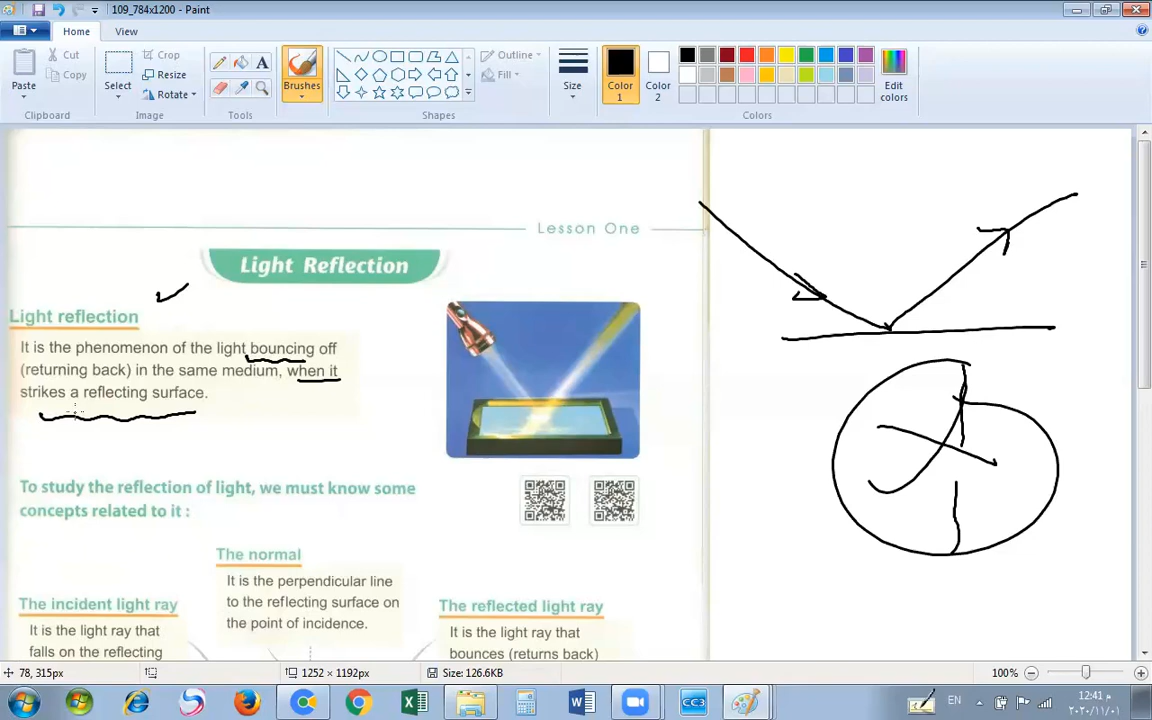 109_784x1200 - Paint
Home
View
Paste
Cut
Copy
Clipboard
Select
Crop
Resize
Rotate
Image
A
Tools
Brushes
Shapes
Outline
Fill
Size
Color 1
Color 2
Edit colors
Colors
Lesson One
Light Reflection
Light reflection
It is the phenomenon of the light bouncing off
(returning back) in the same medium, when it
strikes a reflecting surface.
To study the reflection of light, we must know some
concepts related to it :
The normal
It is the perpendicular line
to the reflecting surface on
the point of incidence.
The incident light ray
It is the light ray that
falls on the reflecting
The reflected light ray
It is the light ray that
bounces (returns back)
78, 315px
1252 × 1192px
Size: 126.6KB
100%
CC3
EN
12:41 م
٢٠٢٠/١١/٠١